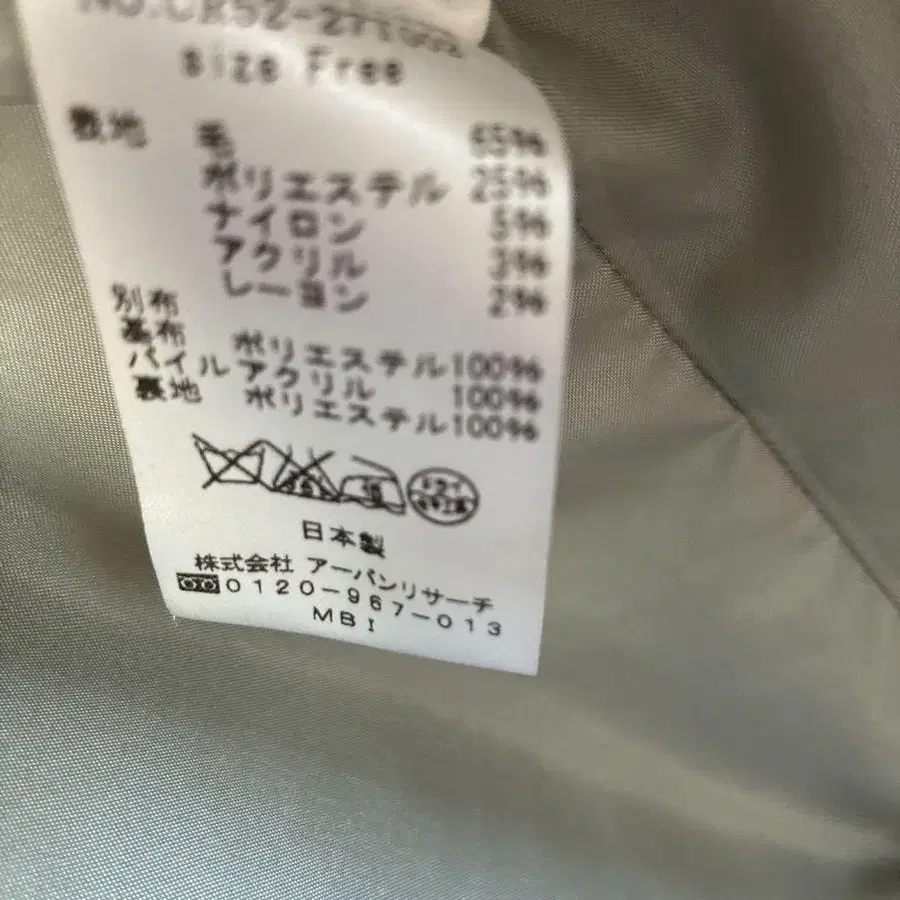 NO.CR52-27
size Free
表地 毛 65%
ポリエステル 25%
ナイロン 5%
アクリル 3%
レーヨン 2%
別布
基布 ポリエステル100%
パイル アクリル 100%
裏地 ポリエステル100%
日本製
株式会社 アーバンリサーチ
0120-967-013
MBI